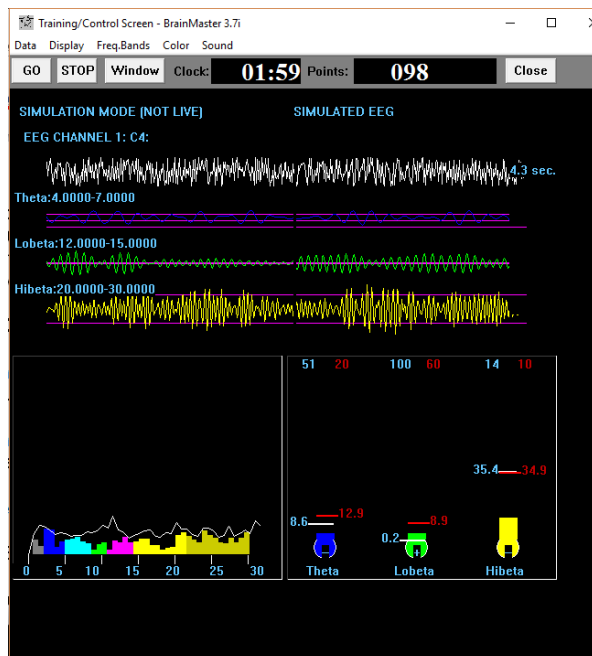 Training/Control Screen - BrainMaster 3.7i
Data Display Freq.Bands Color Sound
GO STOP Window Clock: 01:59 Points: 098 Close
SIMULATION MODE (NOT LIVE) SIMULATED EEG
EEG CHANNEL 1: C4:
4.3 sec.
Theta:4.0000-7.0000
Lobeta:12.0000-15.0000
Hibeta:20.0000-30.0000
51 20 100 60 14 10
35.4 34.9
8.6 12.9 0.2 8.9
0 5 10 15 20 25 30
Theta Lobeta Hibeta